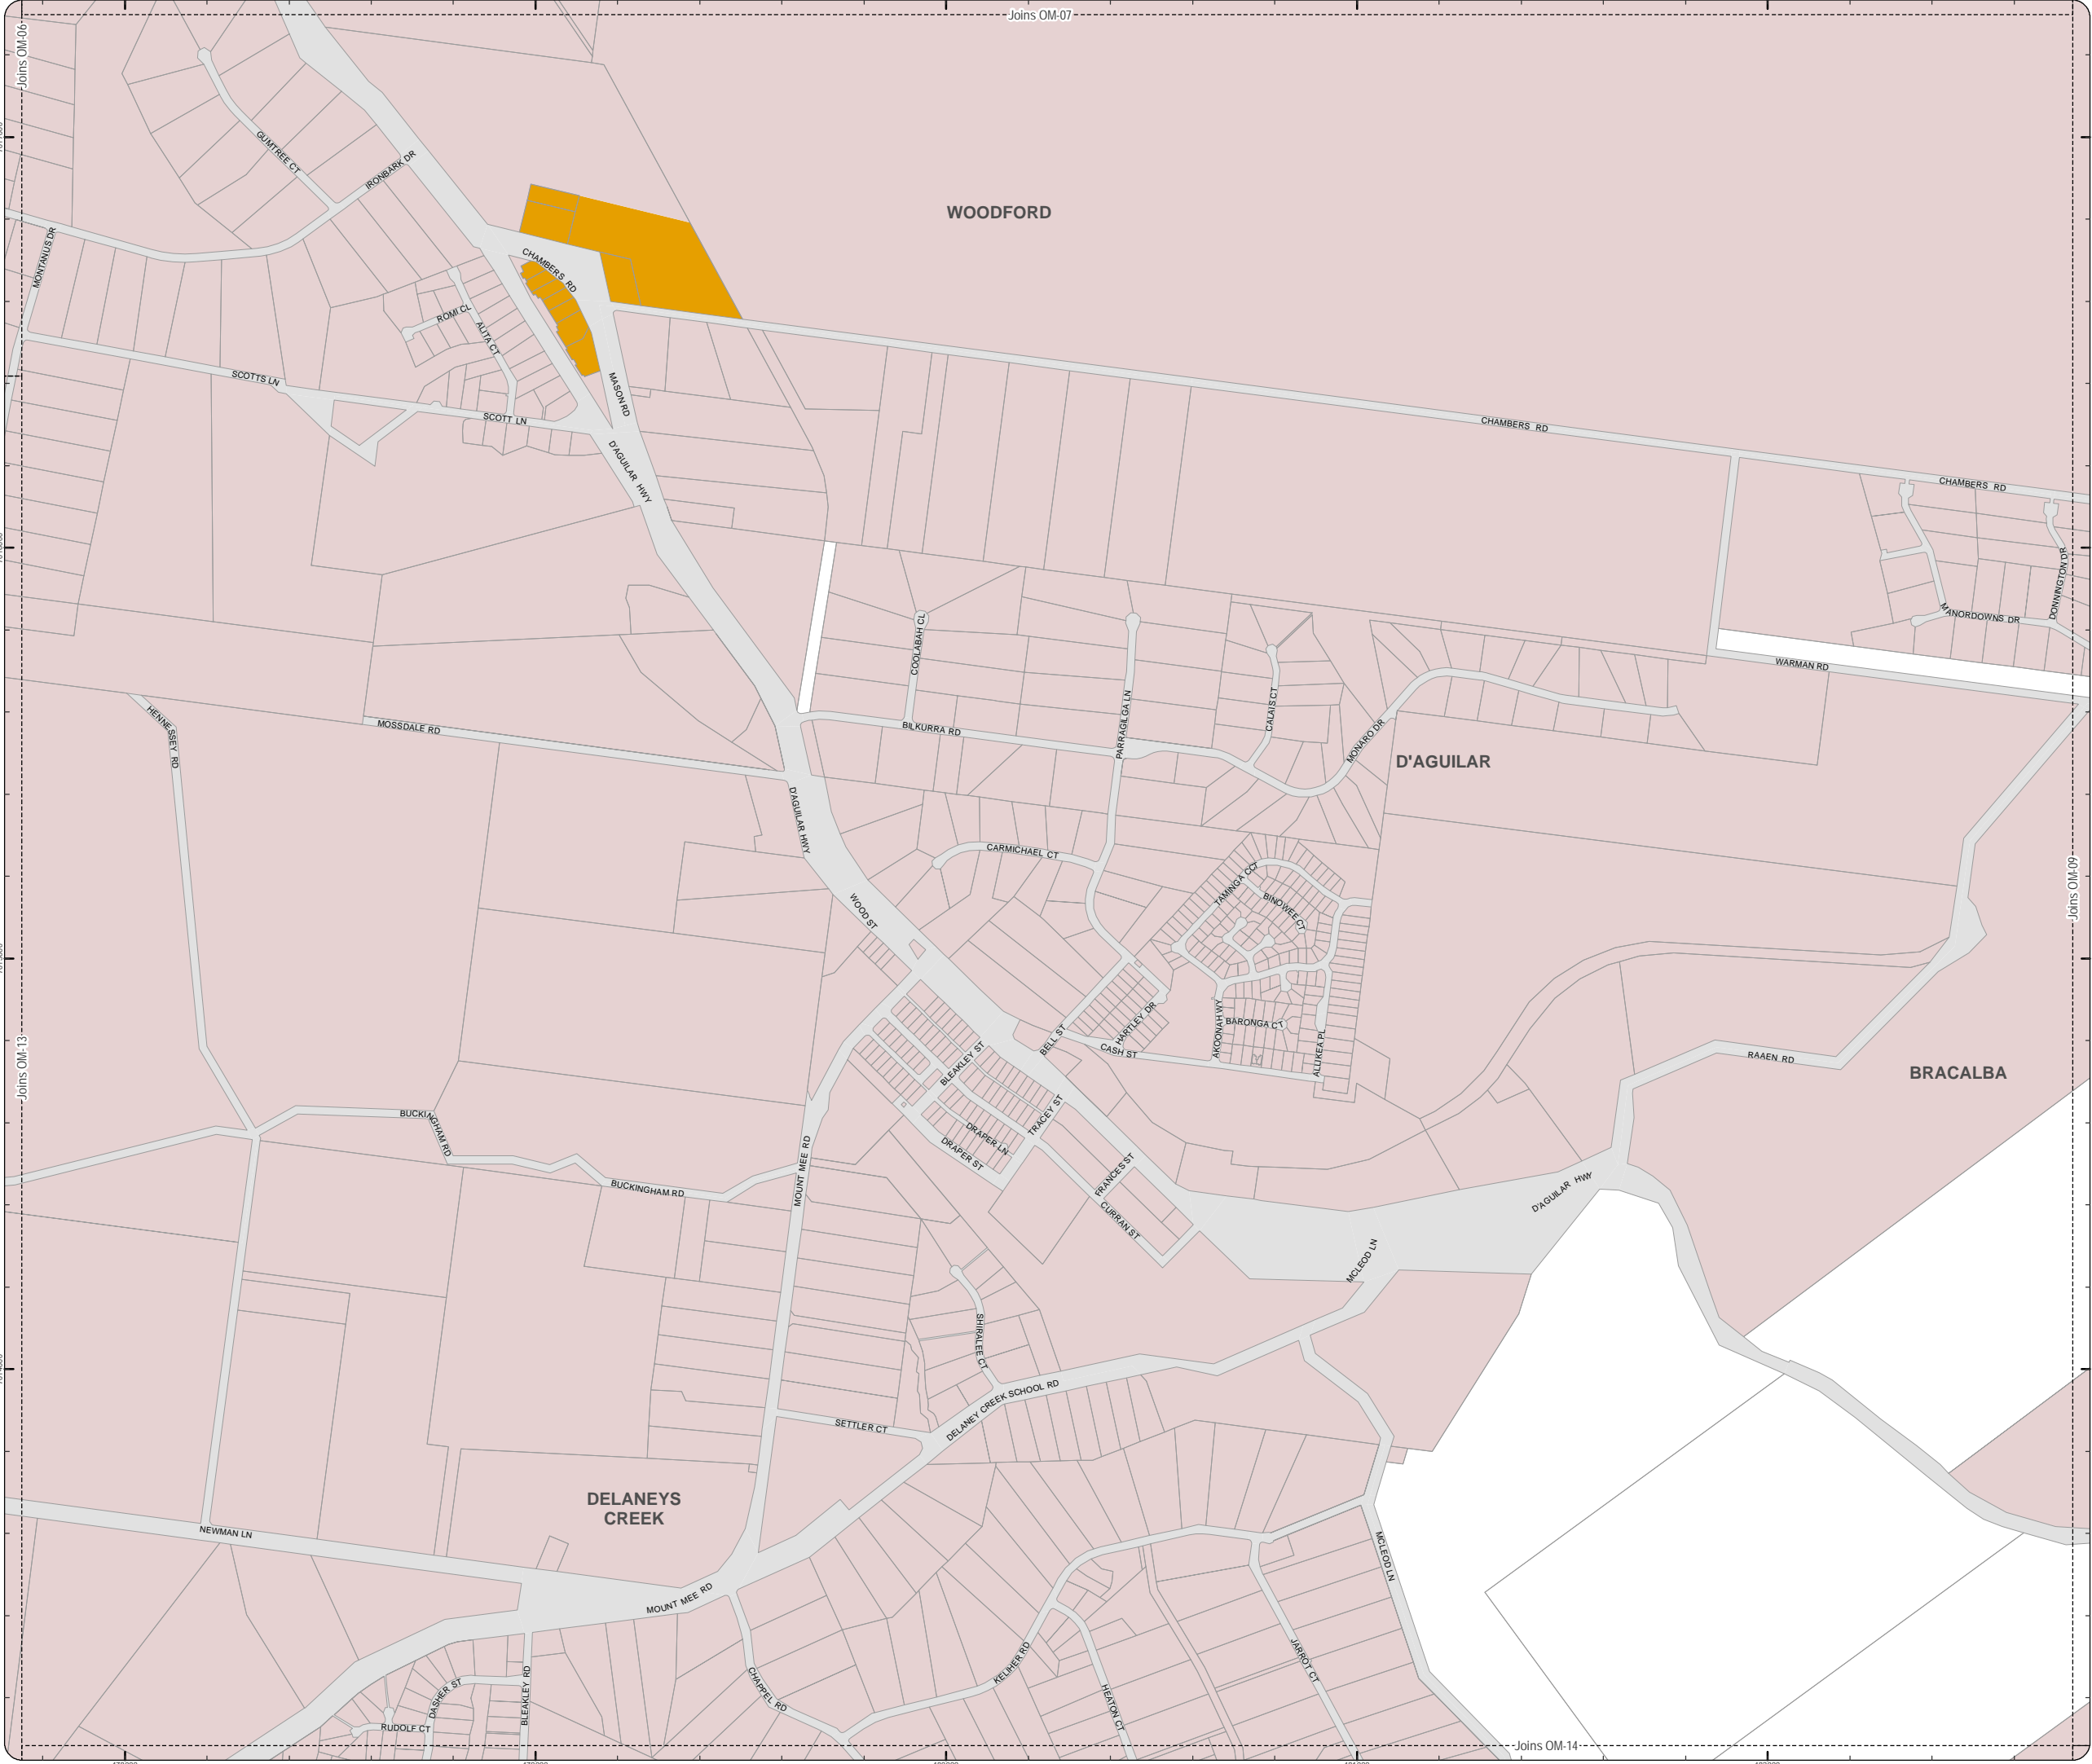 Joins OM-07
Joins OM-06
GUMTREE CT
IRONBARK DR
WOODFORD
MONTANUS DR
CHAMBERS RD
ROMI CL
ALITA CT
SCOTTS LN
MASON RD
SCOTT LN
CHAMBERS RD
D'AGUILAR HWY
CHAMBERS RD
DONNINGTON DR
MANORDOWNS DR
COOLABAH CL
WARMAN RD
HENNESSEY RD
MOSSDALE RD
BILKURRA RD
PARRAGILGA LN
CALAIS CT
MONARO DR
D'AGUILAR
D'AGUILAR HWY
CARMICHAEL CT
TAMINGA CCT
BINOWEE CT
Joins OM-09
WOOD ST
HARTLEY DR
AKOONAH WY
BARONGA CT
BELL ST
CASH ST
ALLIKEA PL
RAAEN RD
BRACALBA
Joins OM-13
BLEAKLEY ST
TRACEY ST
BUCKINGHAM RD
DRAPER LN
DRAPER ST
MOUNT MEE RD
FRANCES ST
BUCKINGHAM RD
CURRAN ST
D'AGUILAR HWY
MCLEOD LN
SHIRALEE CT
DELANEY CREEK SCHOOL RD
SETTLER CT
DELANEYS
CREEK
NEWMAN LN
MCLEOD LN
MOUNT MEE RD
KELIHER RD
JARROT CT
CHAPPEL RD
HEATON CT
DASHER ST
BLEAKLEY RD
RUDOLF CT
Joins OM-14